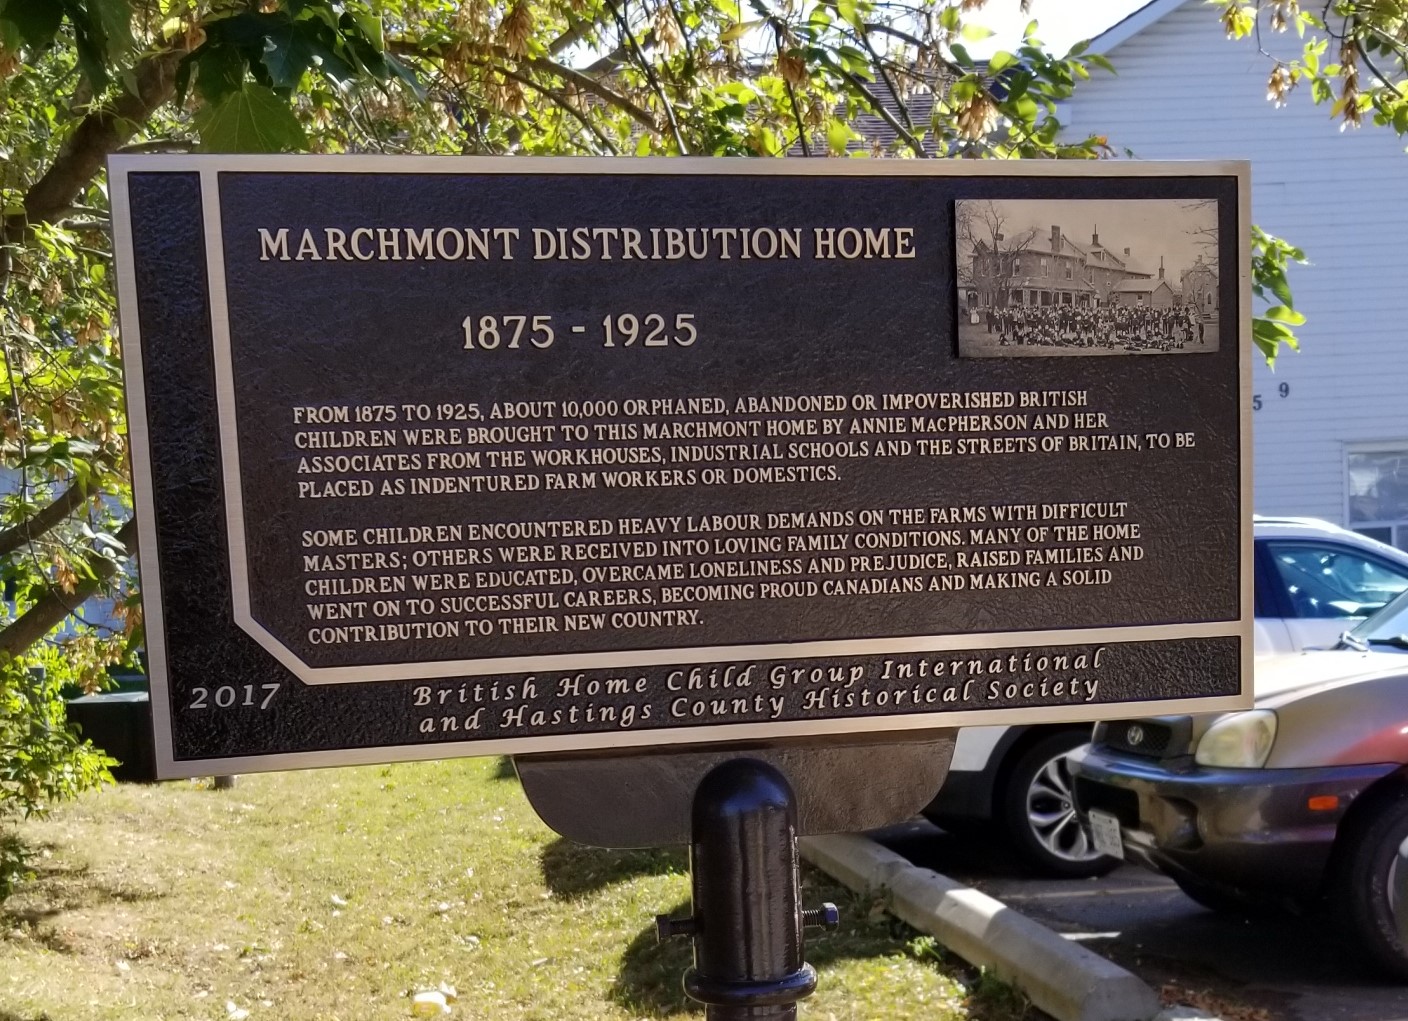 MARCHMONT DISTRIBUTION HOME
1875 - 1925
FROM 1875 TO 1925, ABOUT 10,000 ORPHANED, ABANDONED OR IMPOVERISHED BRITISH
CHILDREN WERE BROUGHT TO THIS MARCHMONT HOME BY ANNIE MACPHERSON AND HER
ASSOCIATES FROM THE WORKHOUSES, INDUSTRIAL SCHOOLS AND THE STREETS OF BRITAIN, TO BE
PLACED AS INDENTURED FARM WORKERS OR DOMESTICS.
SOME CHILDREN ENCOUNTERED HEAVY LABOUR DEMANDS ON THE FARMS WITH DIFFICULT
MASTERS; OTHERS WERE RECEIVED INTO LOVING FAMILY CONDITIONS. MANY OF THE HOME
CHILDREN WERE EDUCATED, OVERCAME LONELINESS AND PREJUDICE, RAISED FAMILIES AND
WENT ON TO SUCCESSFUL CAREERS, BECOMING PROUD CANADIANS AND MAKING A SOLID
CONTRIBUTION TO THEIR NEW COUNTRY.
2017
British Home Child Group International
and Hastings County Historical Society
59